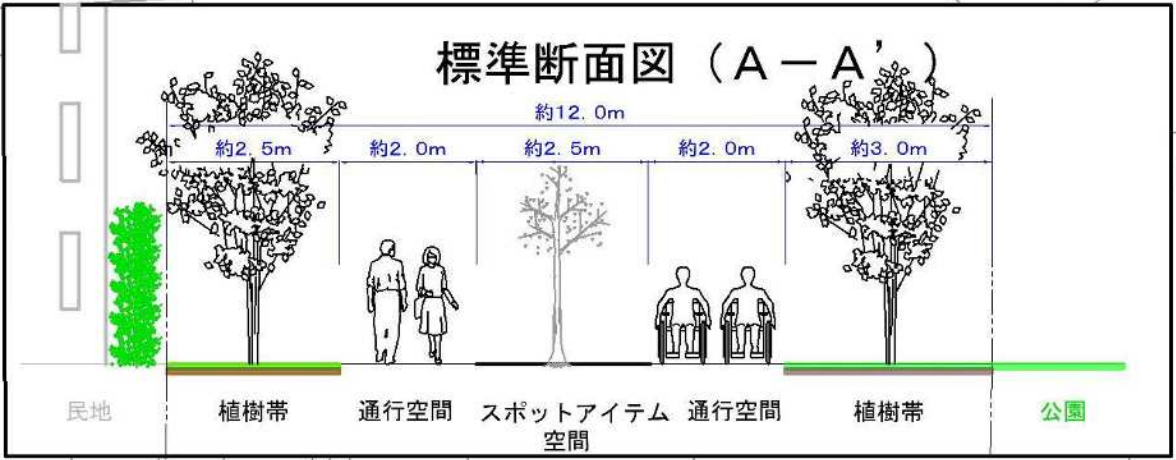 標準断面図（A－A’）
約12.0m
約2.5m 約2.0m 約2.5m 約2.0m 約3.0m
民地 植樹帯 通行空間 スポットアイテム 通行空間 植樹帯 公園
空間